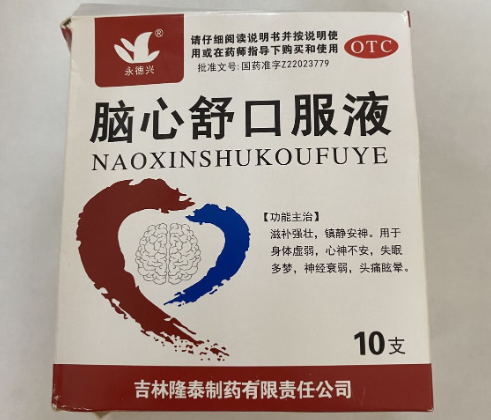 永德兴
®
请仔细阅读说明书并按说明使
用或在药师指导下购买和使用
批准文号:国药准字Z22023779
OTC
脑心舒口服液
NAOXINSHUKOUFUYE
【功能主治】
滋补强壮，镇静安神。用于
身体虚弱，心神不安，失眠
多梦，神经衰弱，头痛眩晕。
10支
吉林隆泰制药有限责任公司